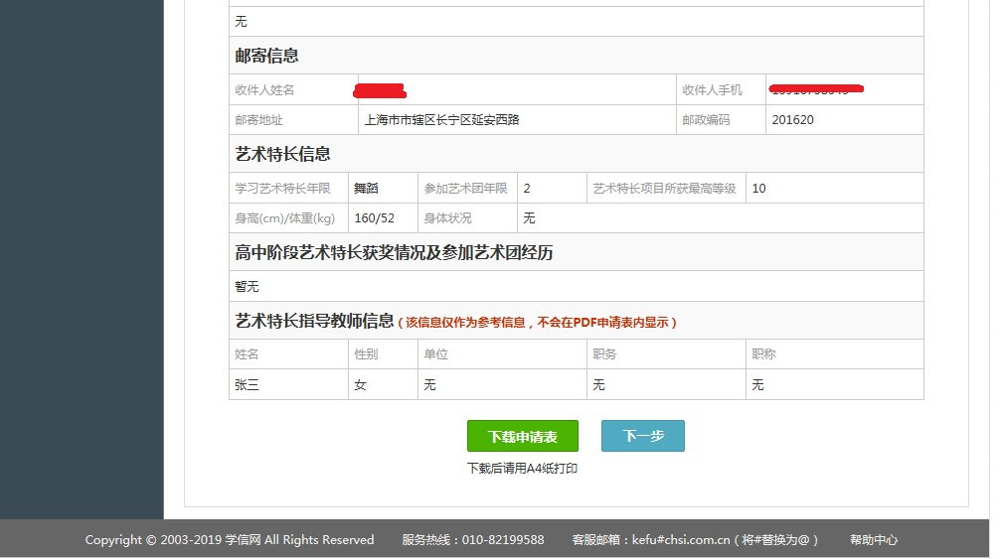 无
邮寄信息
收件人姓名 收件人手机
邮寄地址 上海市市辖区长宁区延安西路 邮政编码 201620
艺术特长信息
学习艺术特长年限 舞蹈 参加艺术团年限 2 艺术特长项目所获最高等级 10
身高(cm)/体重(kg) 160/52 身体状况 无
高中阶段艺术特长获奖情况及参加艺术团经历
暂无
艺术特长指导教师信息（该信息仅作为参考信息，不会在PDF申请表内显示）
姓名 性别 单位 职务 职称
张三 女 无 无 无
下载申请表 下一步
下载后请用A4纸打印
Copyright © 2003-2019 学信网 All Rights Reserved 服务热线：010-82199588 客服邮箱：kefu#chsi.com.cn（将#替换为@） 帮助中心